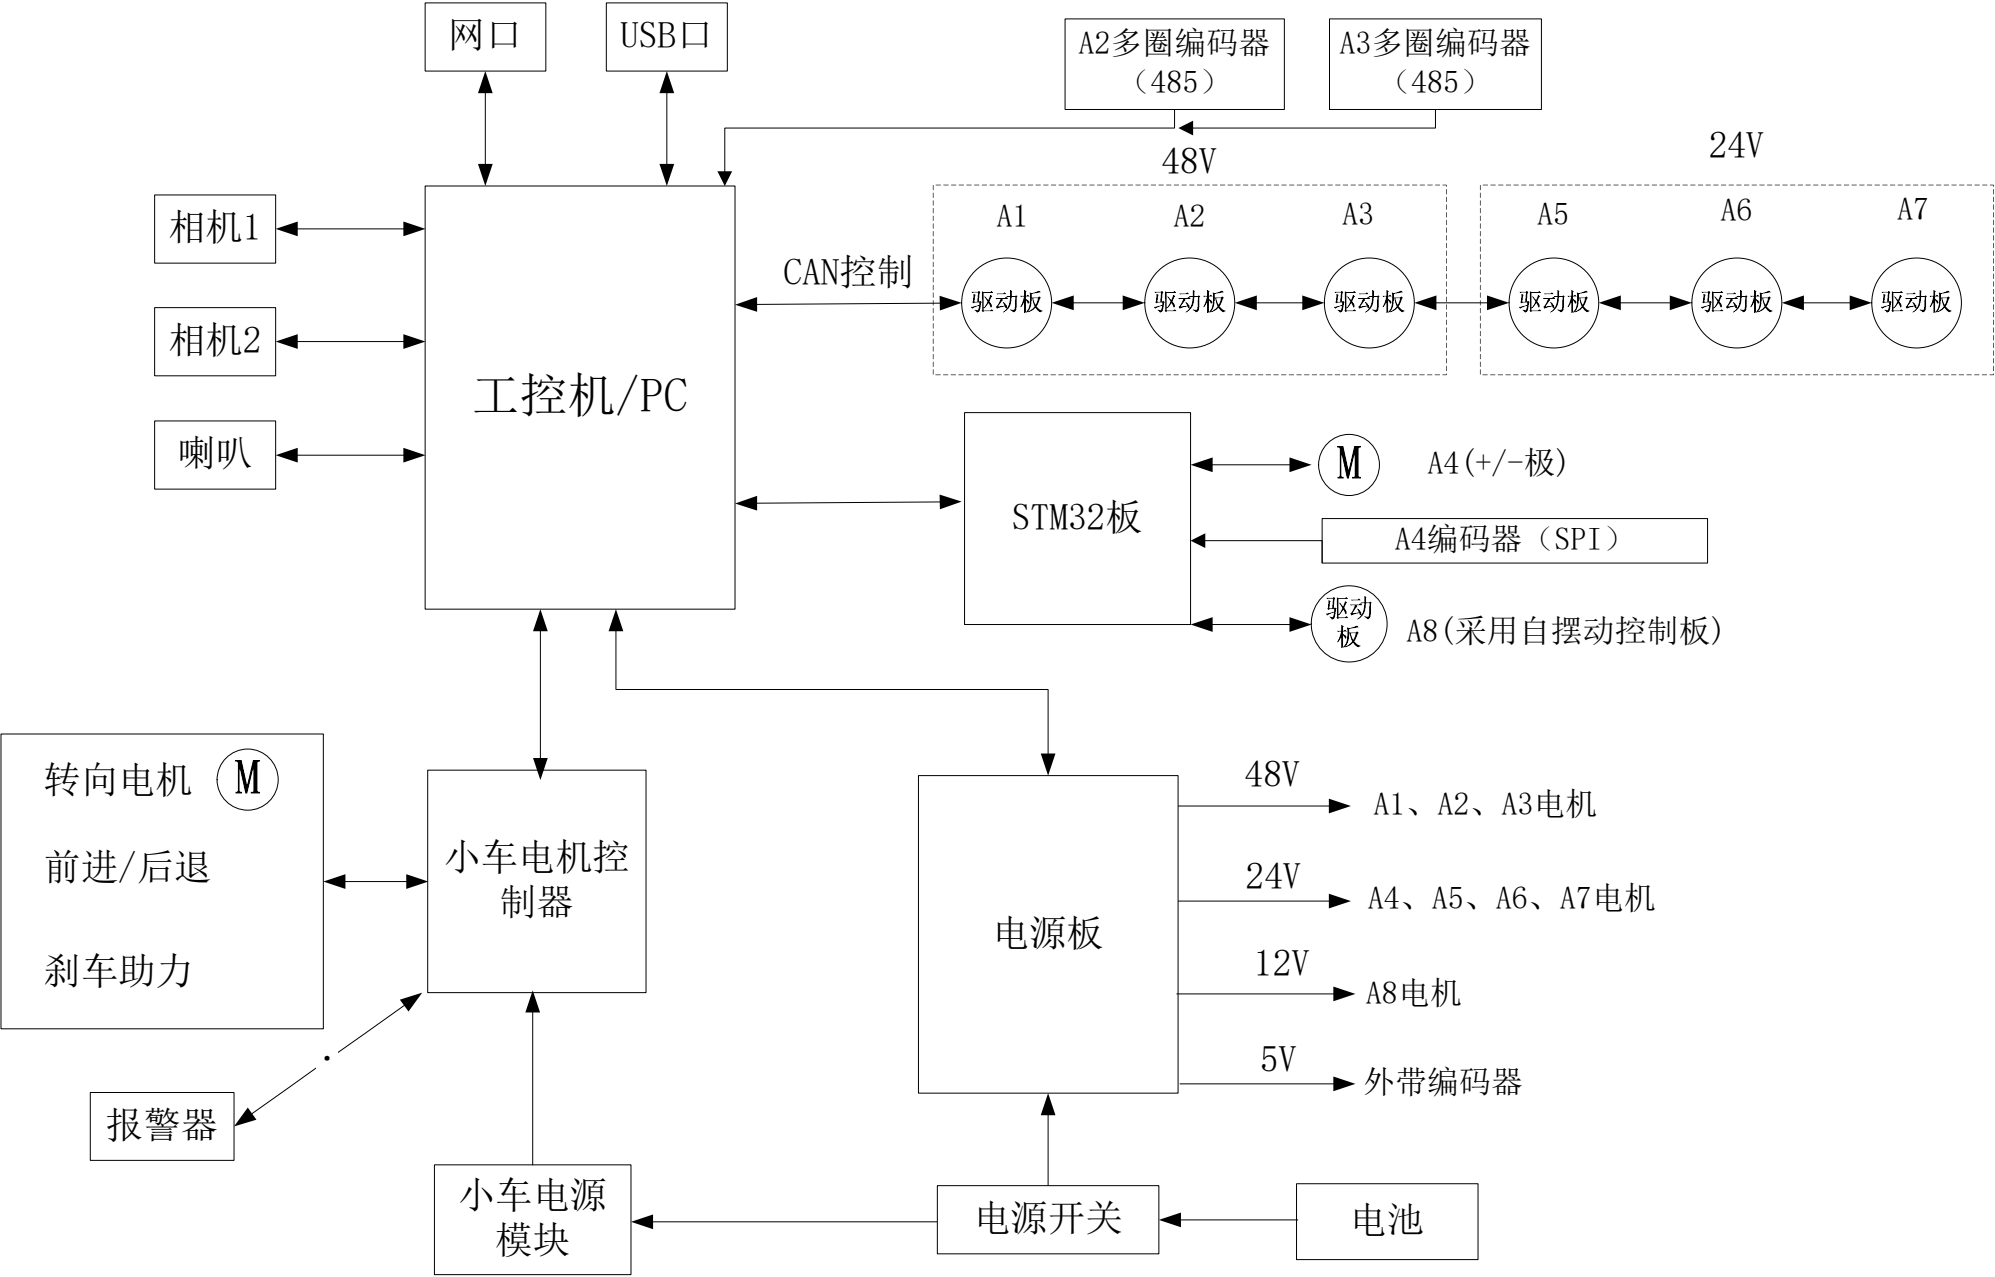 网口
USB口
A2多圈编码器
（485）
A3多圈编码器
（485）
48V
24V
相机1
相机2
喇叭
工控机/PC
CAN控制
A1
A2
A3
A5
A6
A7
驱动板
驱动板
驱动板
驱动板
驱动板
驱动板
STM32板
M
A4(+/-极)
A4编码器（SPI）
驱动
板
A8(采用自摆动控制板)
转向电机
M
前进/后退
刹车助力
小车电机控
制器
报警器
小车电源
模块
电源板
48V
A1、A2、A3电机
24V
A4、A5、A6、A7电机
12V
A8电机
5V
外带编码器
电源开关
电池